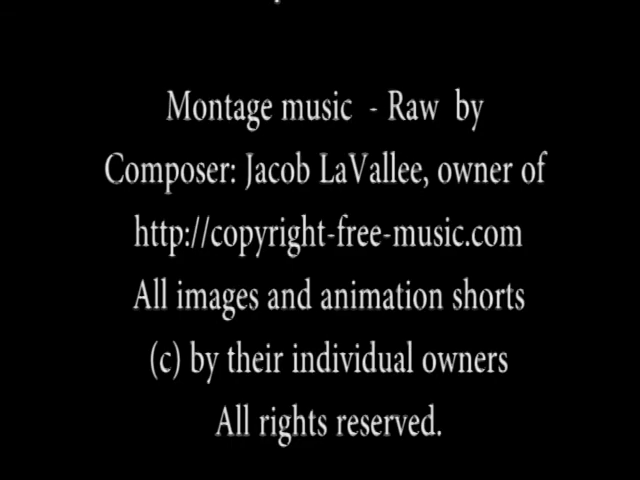 Montage music - Raw by
Composer: Jacob LaVallee, owner of
http://copyright-free-music.com
All images and animation shorts
(c) by their individual owners
All rights reserved.